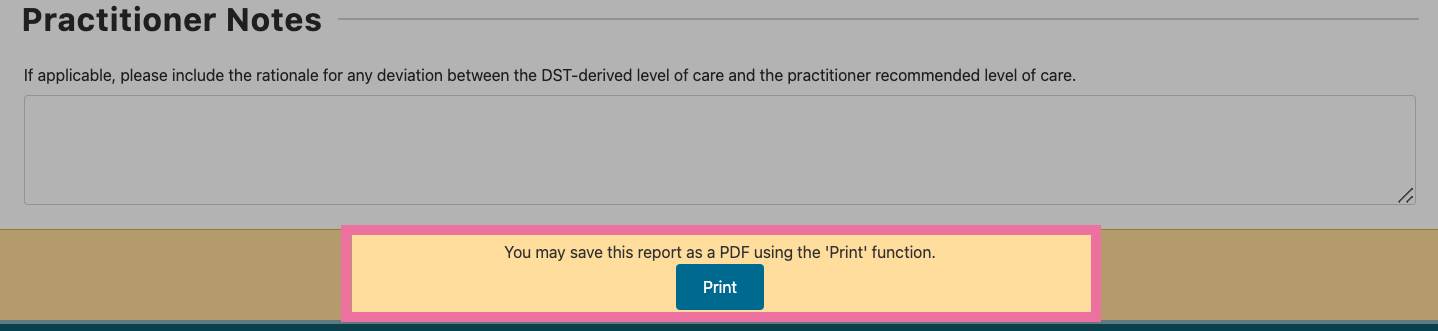 Practitioner Notes
If applicable, please include the rationale for any deviation between the DST-derived level of care and the practitioner recommended level of care.
You may save this report as a PDF using the 'Print' function.
Print